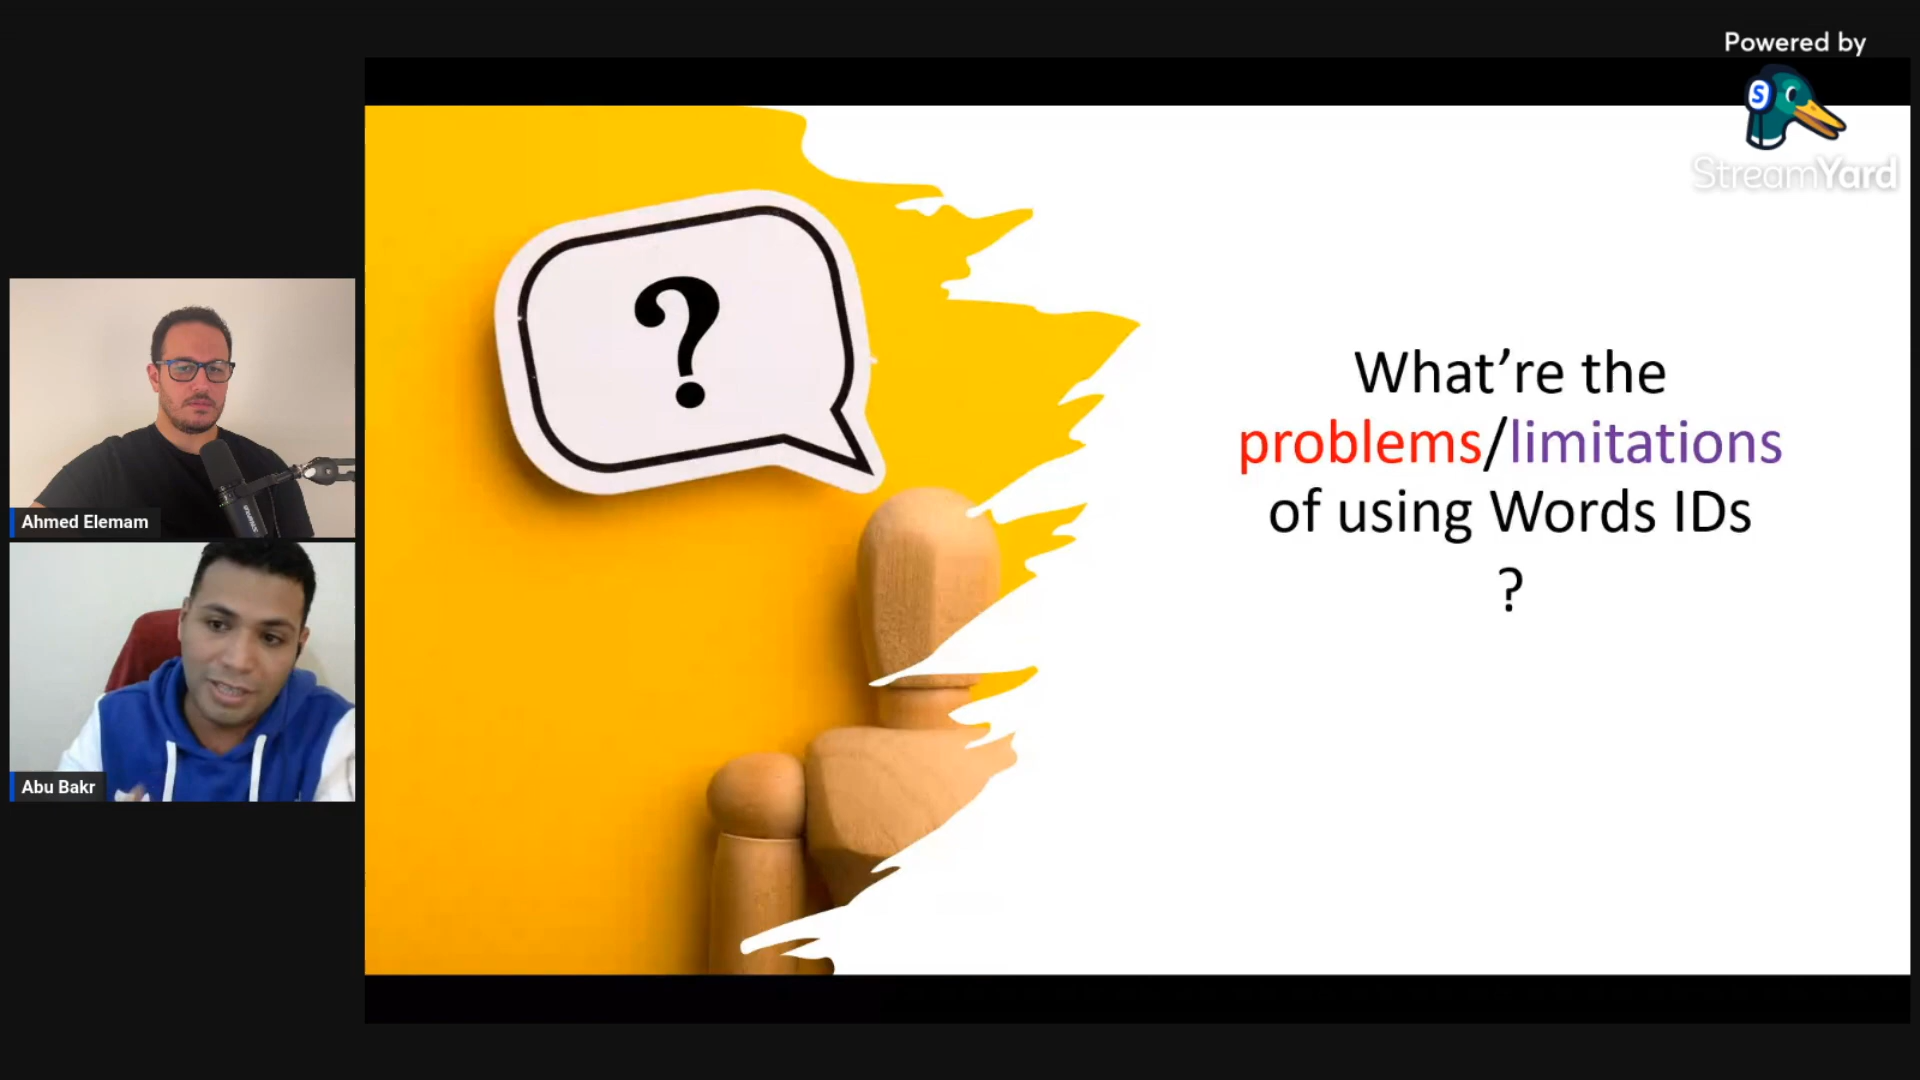 Powered by
S
StreamYard
?
What're the
problems/limitations
of using Words IDs
?
Ahmed Elemam
Abu Bakr